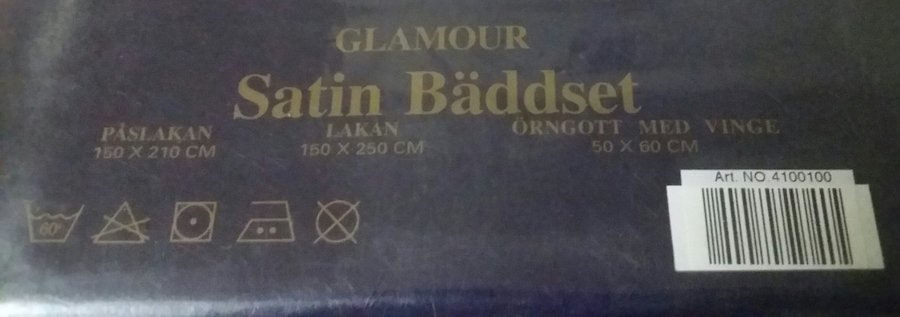 GLAMOUR
Satin Bäddset
PÅSLAKAN
150 X 210 CM
LAKAN
150 X 250 CM
ÖRNGOTT MED VINGE
50 X 60 CM
Art. NO 4100100
60°